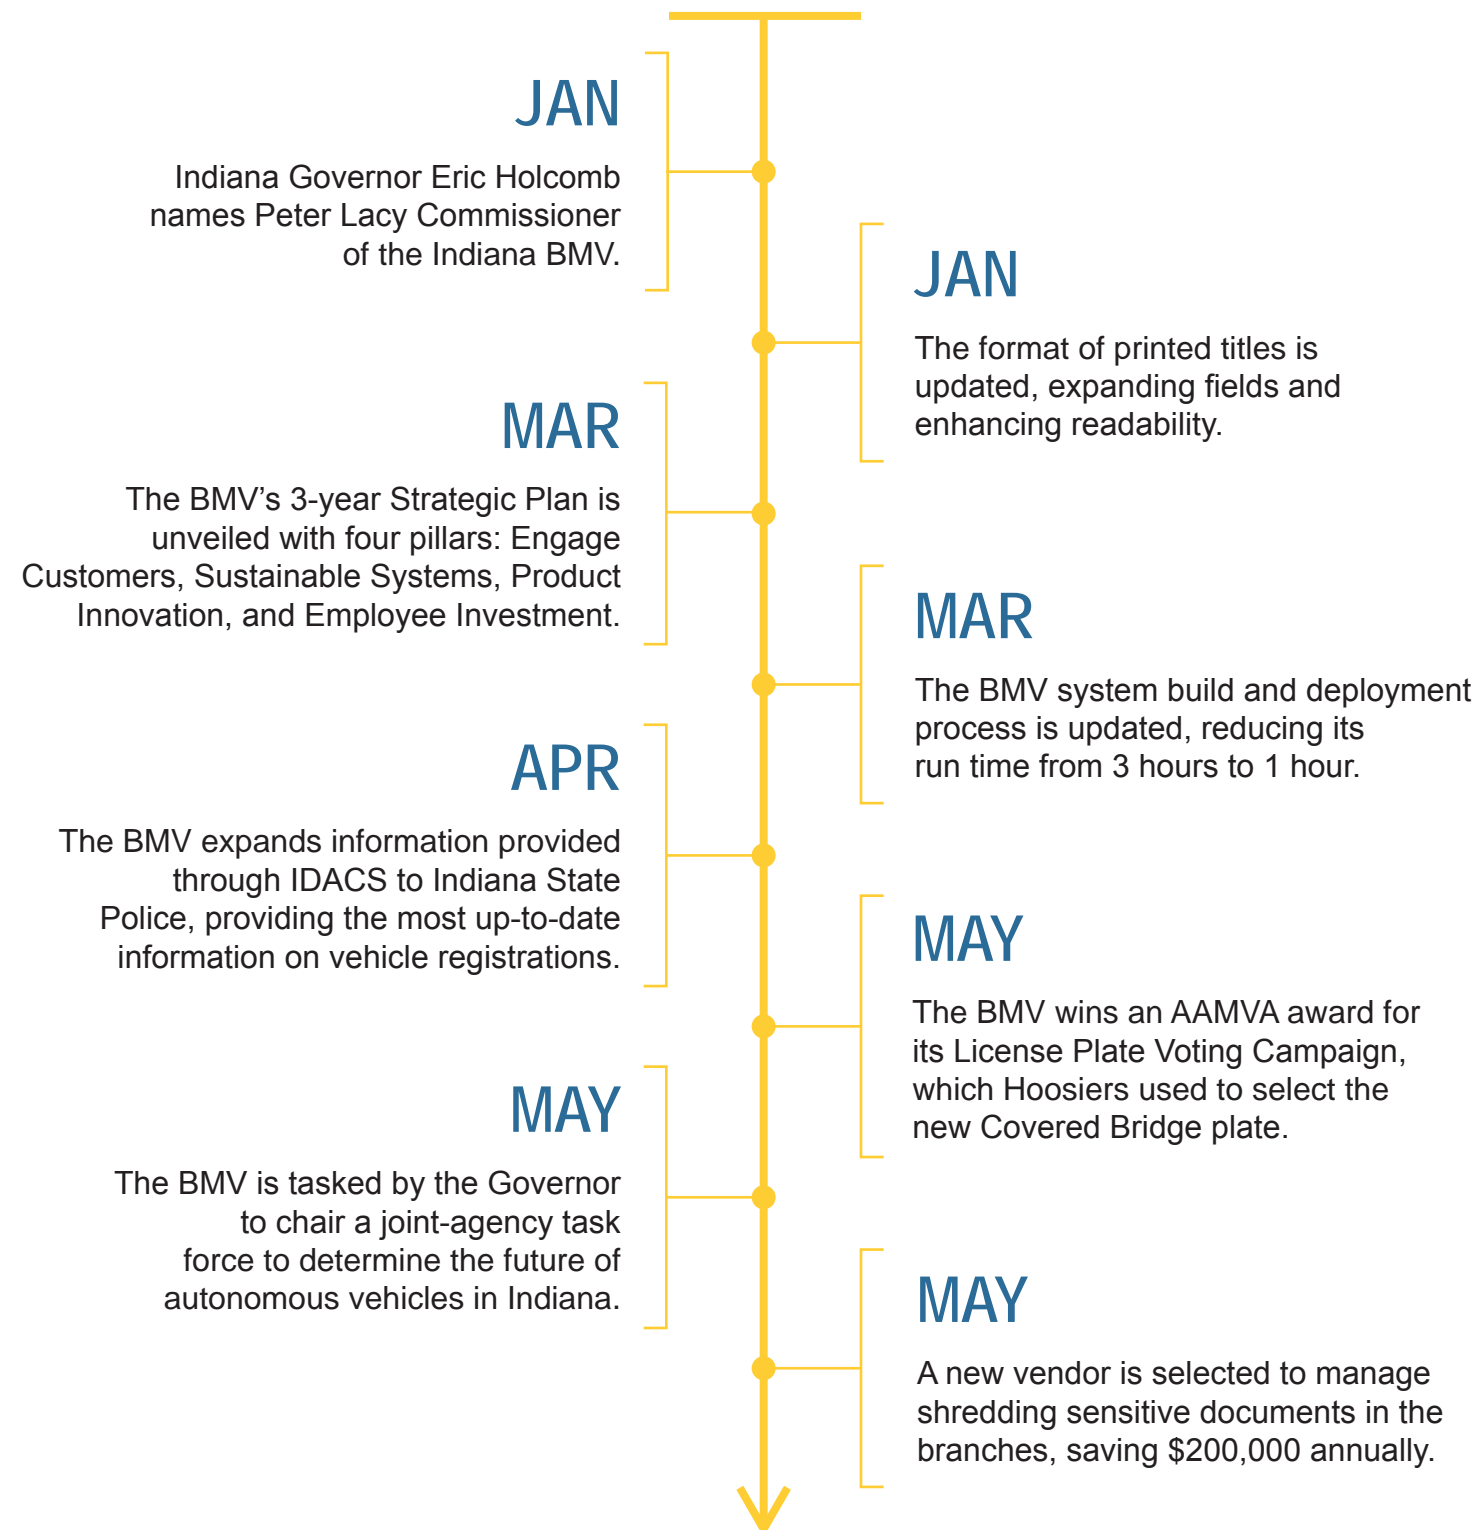 JAN
Indiana Governor Eric Holcomb
names Peter Lacy Commissioner
of the Indiana BMV.
JAN
The format of printed titles is
updated, expanding fields and
enhancing readability.
MAR
The BMV’s 3-year Strategic Plan is
unveiled with four pillars: Engage
Customers, Sustainable Systems, Product
Innovation, and Employee Investment.
MAR
The BMV system build and deployment
process is updated, reducing its
run time from 3 hours to 1 hour.
APR
The BMV expands information provided
through IDACS to Indiana State
Police, providing the most up-to-date
information on vehicle registrations.
MAY
The BMV wins an AAMVA award for
its License Plate Voting Campaign,
which Hoosiers used to select the
new Covered Bridge plate.
MAY
The BMV is tasked by the Governor
to chair a joint-agency task
force to determine the future of
autonomous vehicles in Indiana.
MAY
A new vendor is selected to manage
shredding sensitive documents in the
branches, saving $200,000 annually.